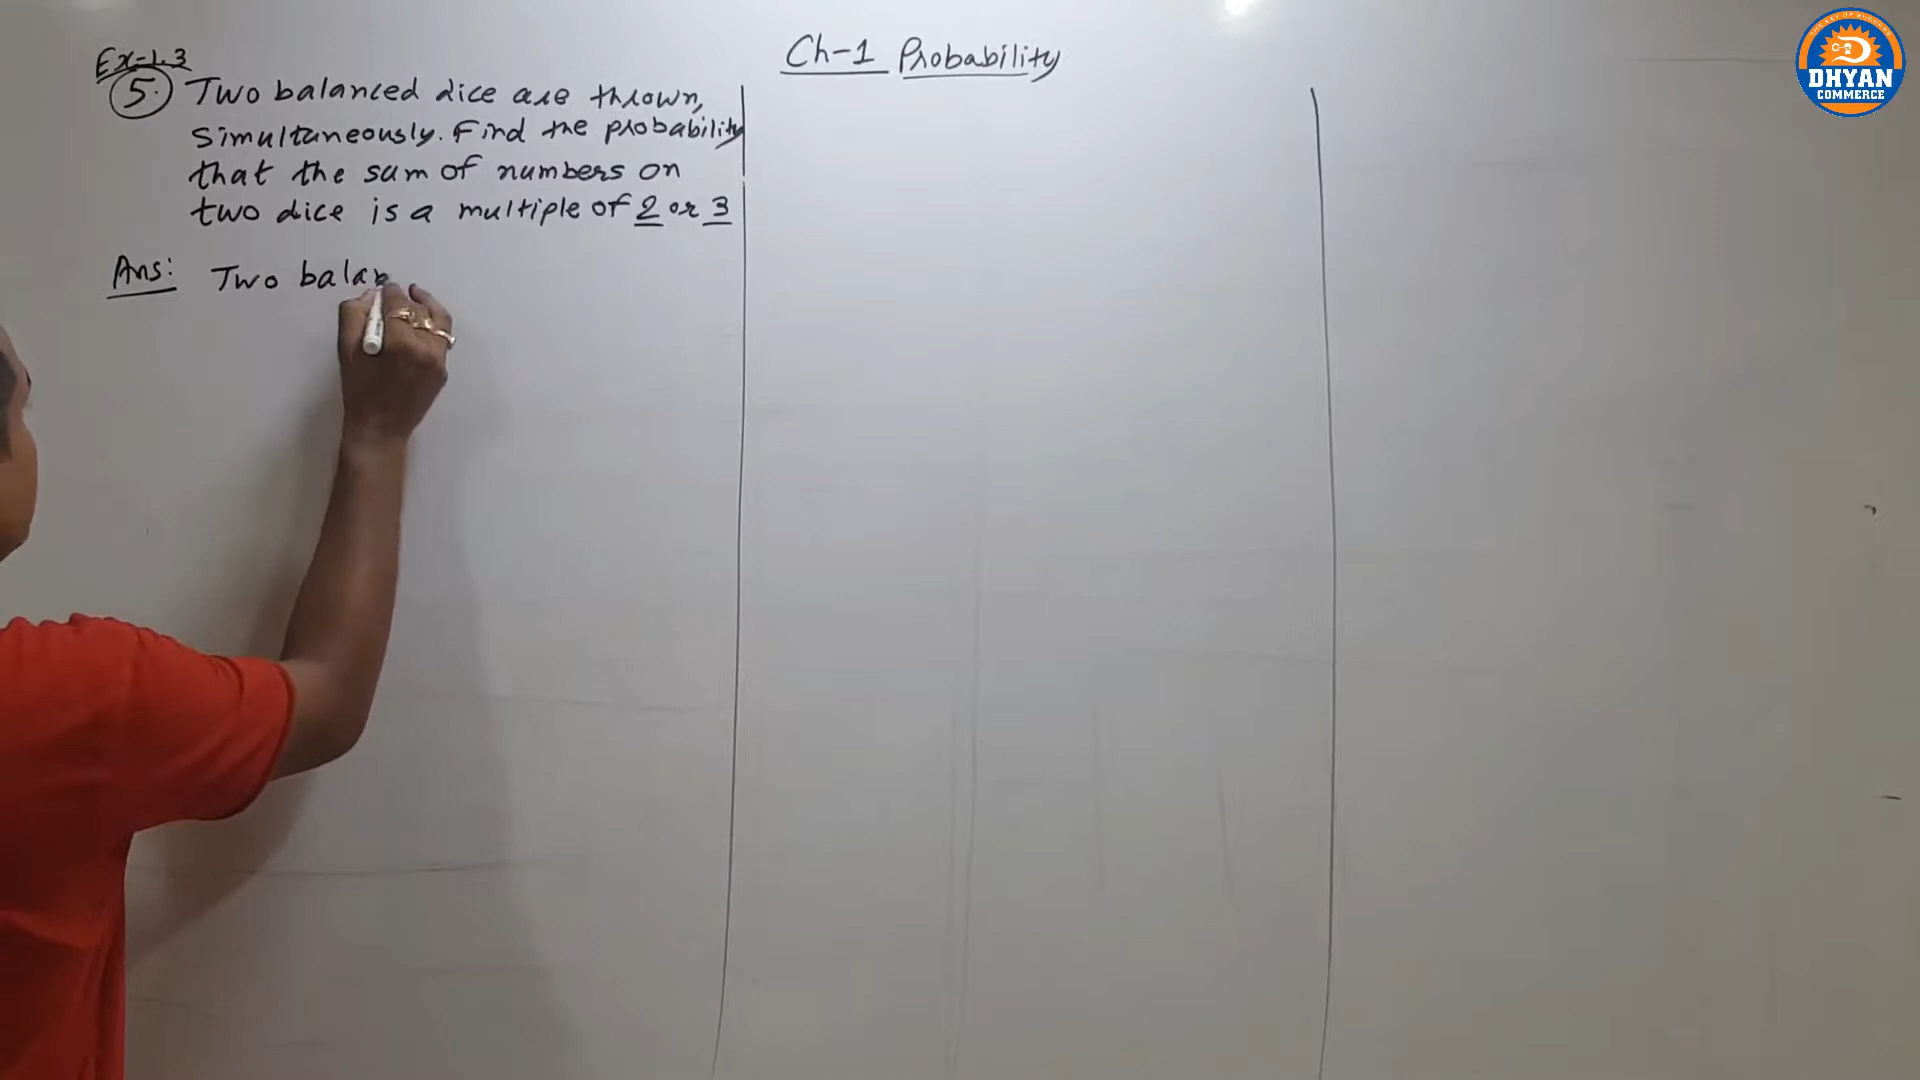 Ch-1 Probability
Ex-1.3
5. Two balanced dice are thrown,
simultaneously. Find the probability
that the sum of numbers on
two dice is a multiple of 2 or 3
Ans: Two balan
DHYAN
COMMERCE